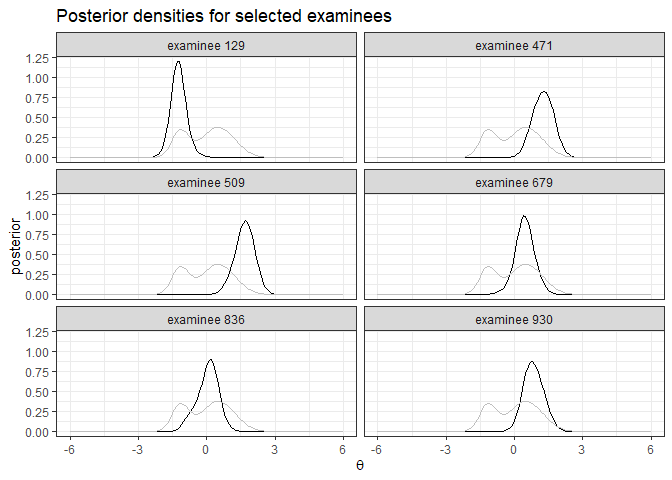 Posterior densities for selected examinees
examinee 129
examinee 471
1.25
1.00
0.75
0.50
0.25
0.00
examinee 509
examinee 679
1.25
1.00
0.75
0.50
0.25
0.00
posterior
examinee 836
examinee 930
1.25
1.00
0.75
0.50
0.25
0.00
-6 -3 0 3 6 -6 -3 0 3 6
θ